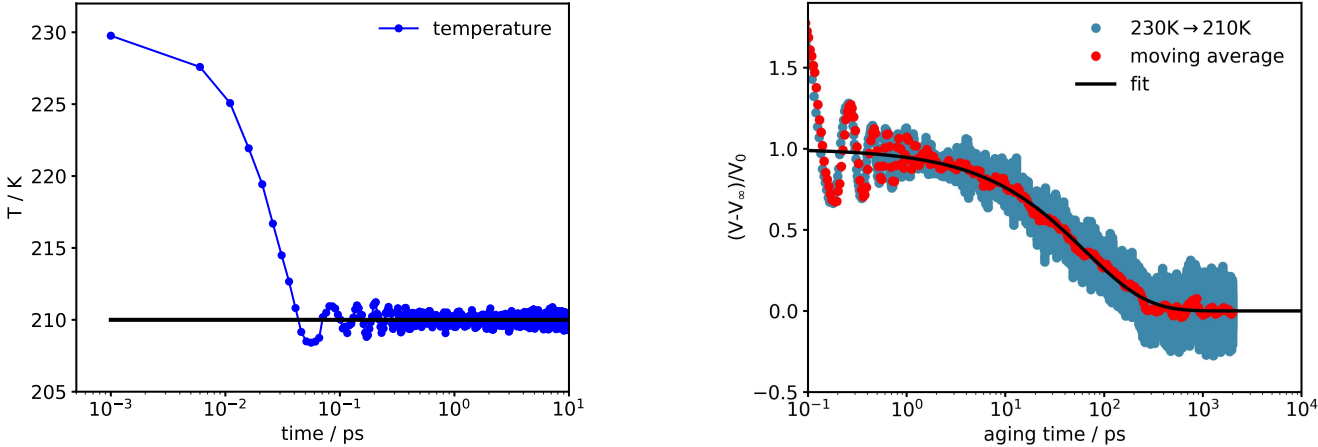 temperature
230
225
220
215
210
205
T / K
10⁻³
10⁻²
10⁻¹
10⁰
10¹
time / ps
230K→210K
moving average
fit
1.5
1.0
0.5
0.0
−0.5
(V-V∞)/V₀
10⁻¹
10⁰
10¹
10²
10³
10⁴
aging time / ps